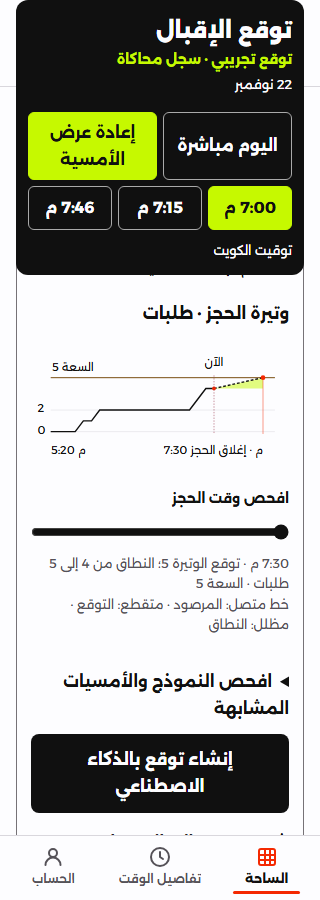 توقع الإقبال
توقع تجريبي · سجل محاكاة
22 نوفمبر
اليوم مباشرة
إعادة عرض
الأمسية
7:00 م
7:15 م
7:46 م
توقيت الكويت
وتيرة الحجز · طلبات
الآن
السعة 5
2
0
5:20 م
م · إغلاق الحجز 7:30
افحص وقت الحجز
7:30 م · توقع الوتيرة 5؛ النطاق من 4 إلى 5
طلبات · السعة 5
خط متصل: المرصود · متقطع: التوقع ·
مظلل: النطاق
افحص النموذج والأمسيات
المشابهة
إنشاء توقع بالذكاء
الاصطناعي
الساحة
تفاصيل الوقت
الحساب